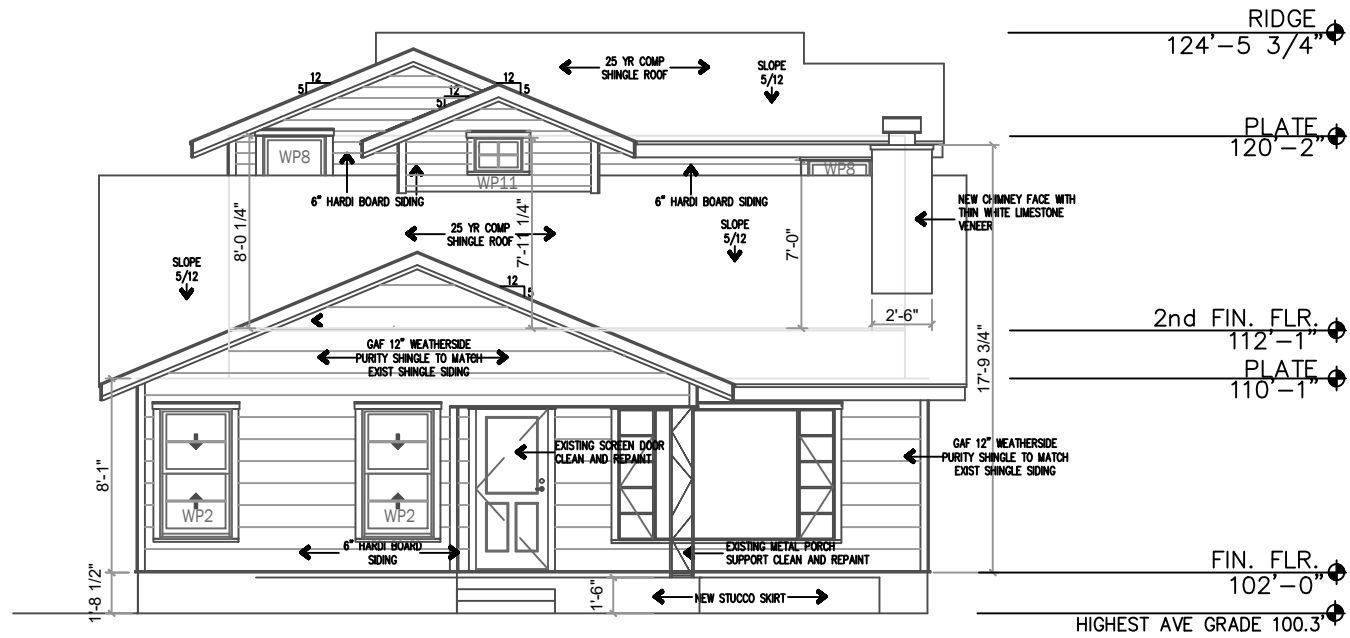 RIDGE
124'-5 3/4"
25 YR COMP
SHINGLE ROOF
SLOPE
5/12
12
5
12
5
12
5
PLATE
120'-2"
WP8
WP11
WP8
6" HARDI BOARD SIDING
6" HARDI BOARD SIDING
NEW CHIMNEY FACE WITH
THIN WHITE LIMESTONE
VENEER
8'-0 1/4"
7'-11 1/4"
7'-0"
25 YR COMP
SHINGLE ROOF
SLOPE
5/12
SLOPE
5/12
12
5
2'-6"
2nd FIN. FLR.
112'-1"
GAF 12" WEATHERSIDE
PURITY SHINGLE TO MATCH
EXIST SHINGLE SIDING
17'-9 3/4"
PLATE
110'-1"
8'-1"
EXISTING SCREEN DOOR
CLEAN AND REPAINT
GAF 12" WEATHERSIDE
PURITY SHINGLE TO MATCH
EXIST SHINGLE SIDING
WP2
WP2
6" HARDI BOARD
SIDING
EXISTING METAL PORCH
SUPPORT CLEAN AND REPAINT
FIN. FLR.
102'-0"
1'-8 1/2"
1'-6"
NEW STUCCO SKIRT
HIGHEST AVE GRADE 100.3'